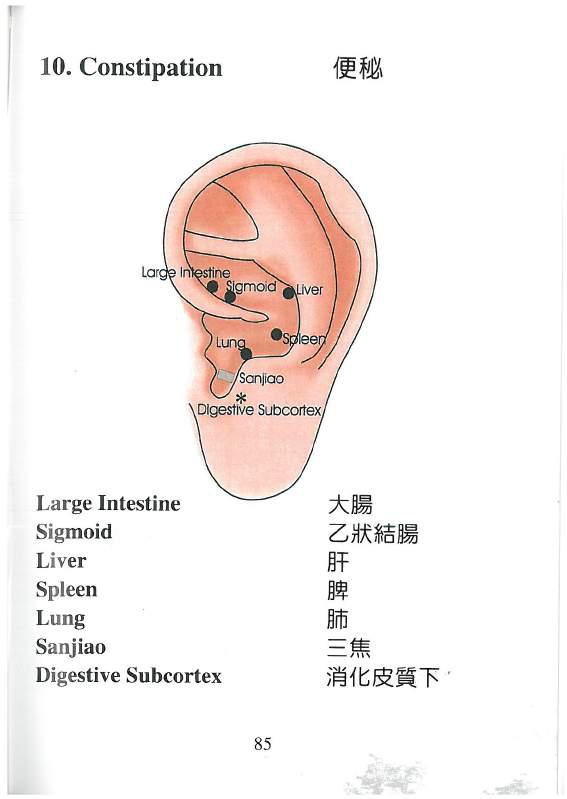 10. Constipation 便秘
Large Intestine
Sigmoid
Liver
Lung
Spleen
Sanjiao
*
Digestive Subcortex
Large Intestine 大腸
Sigmoid 乙狀結腸
Liver 肝
Spleen 脾
Lung 肺
Sanjiao 三焦
Digestive Subcortex 消化皮質下
85